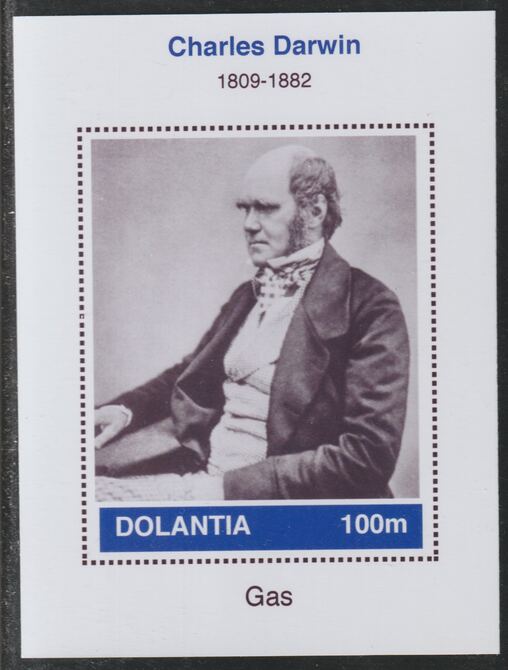 Charles Darwin
1809-1882
DOLANTIA 100m
Gas